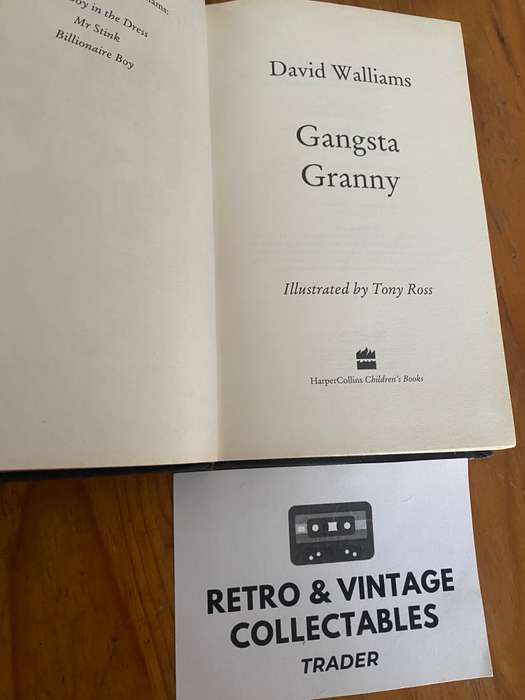 in the Dress
Mr Stink
Billionaire Boy
David Walliams
Gangsta
Granny
Illustrated by Tony Ross
HarperCollins Children's Books
RETRO & VINTAGE
COLLECTABLES
TRADER